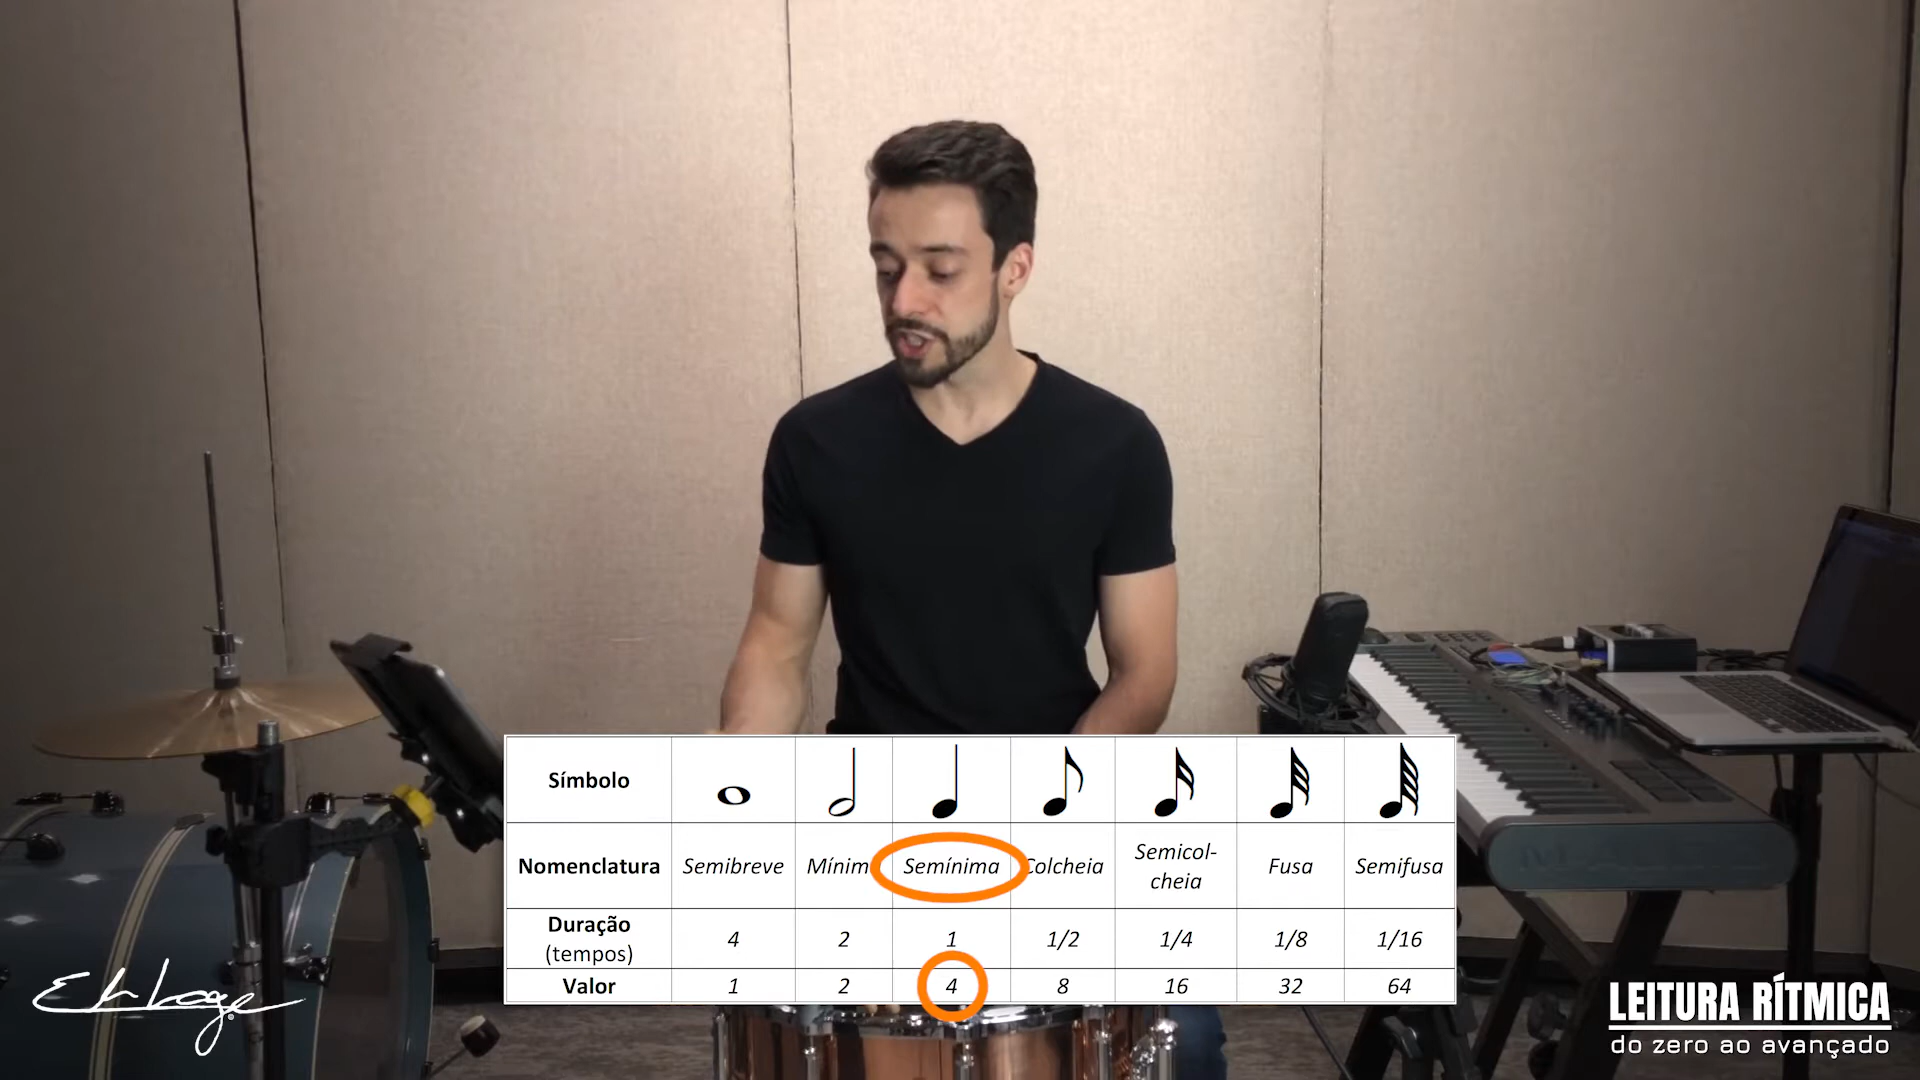 Símbolo
Nomenclatura Semibreve Mínim Semínima Colcheia Semicol-
cheia Fusa Semifusa
Duração
(tempos) 4 2 1 1/2 1/4 1/8 1/16
Valor 1 2 4 8 16 32 64
LEITURA RÍTMICA
do zero ao avançado